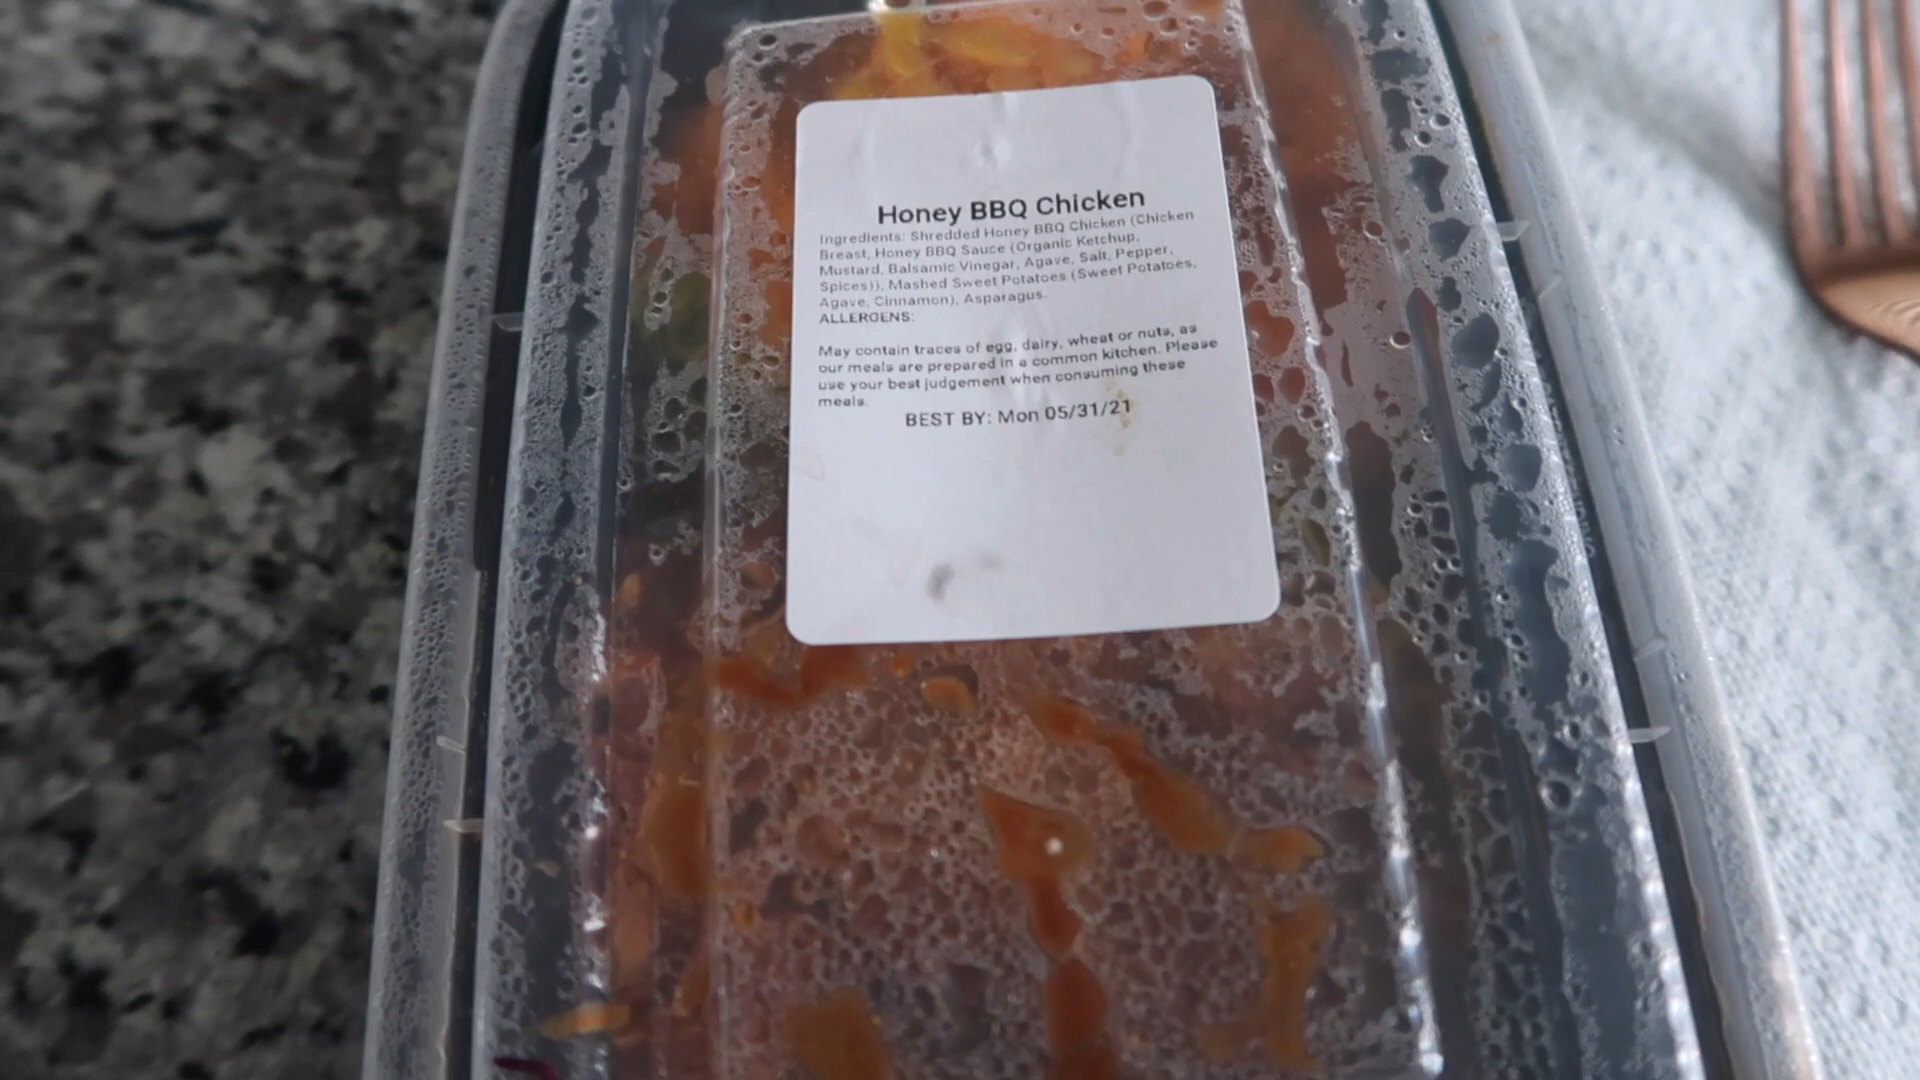 Honey BBQ Chicken
Ingredients: Shredded Honey BBQ Chicken (Chicken
Breast, Honey BBQ Sauce (Organic Ketchup,
Mustard, Balsamic Vinegar, Agave, Salt, Pepper,
Spices)), Mashed Sweet Potatoes (Sweet Potatoes,
Agave, Cinnamon), Asparagus.
ALLERGENS:
May contain traces of egg, dairy, wheat or nuts, as
our meals are prepared in a common kitchen. Please
use your best judgement when consuming these
meals.
BEST BY: Mon 05/31/21